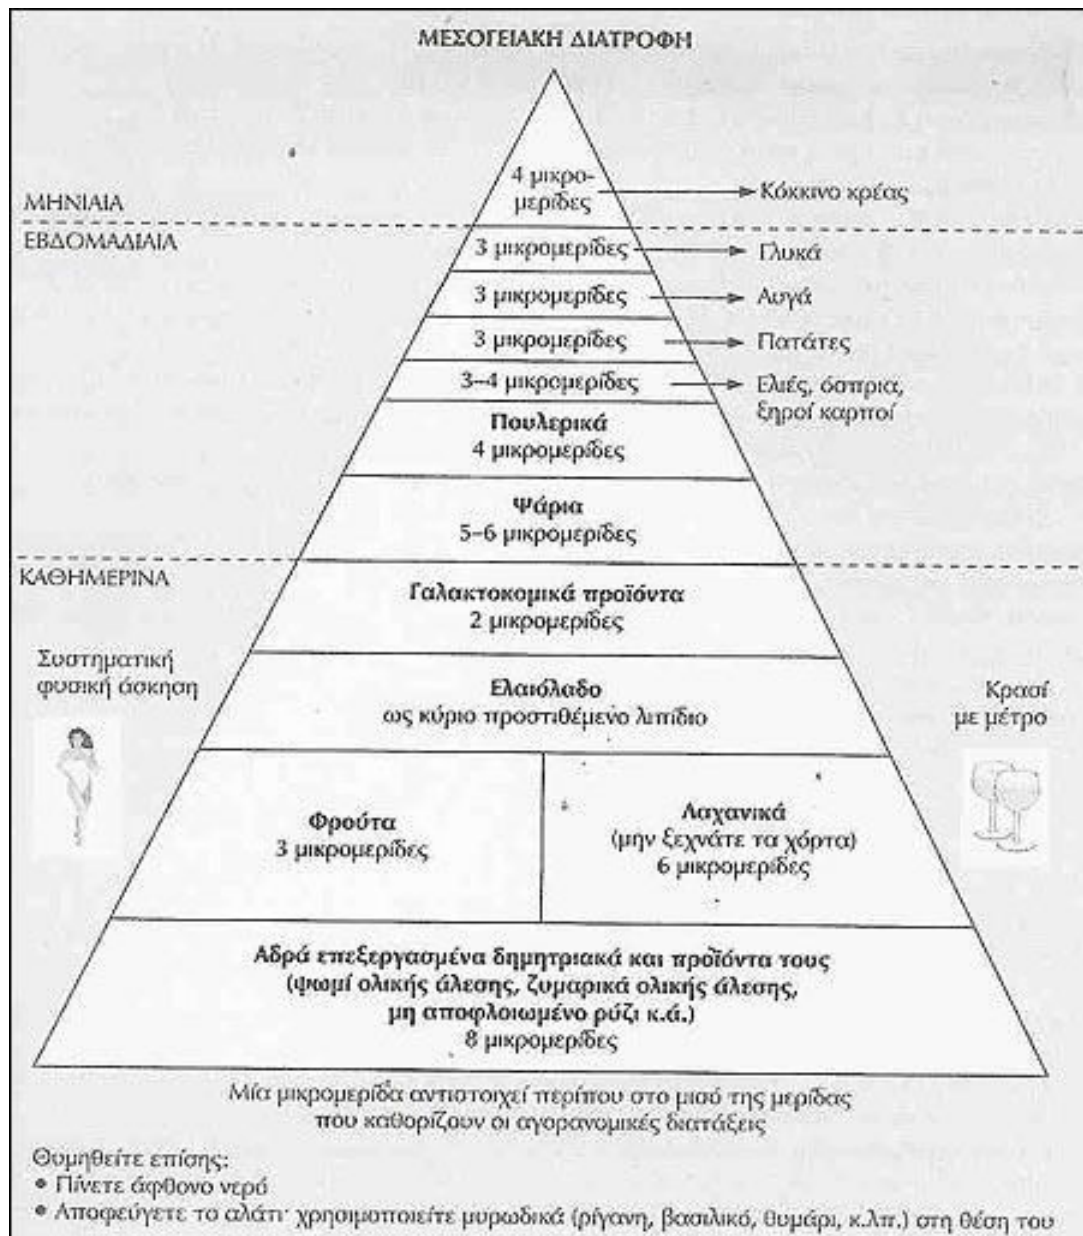 ΜΕΣΟΓΕΙΑΚΗ ΔΙΑΤΡΟΦΗ
4 μικρο-
μερίδες
Κόκκινο κρέας
ΜΗΝΙΑΙΑ
ΕΒΔΟΜΑΔΙΑΙΑ
3 μικρομερίδες
Γλυκά
3 μικρομερίδες
Αυγά
3 μικρομερίδες
Πατάτες
3–4 μικρομερίδες
Ελιές, όσπρια,
ξηροί καρποί
Πουλερικά
4 μικρομερίδες
Ψάρια
5–6 μικρομερίδες
ΚΑΘΗΜΕΡΙΝΑ
Γαλακτοκομικά προϊόντα
2 μικρομερίδες
Συστηματική
φυσική άσκηση
Ελαιόλαδο
ως κύριο προστιθέμενο λιπίδιο
Κρασί
με μέτρο
Φρούτα
3 μικρομερίδες
Λαχανικά
(μην ξεχνάτε τα χόρτα)
6 μικρομερίδες
Αδρά επεξεργασμένα δημητριακά και προϊόντα τους
(ψωμί ολικής άλεσης, ζυμαρικά ολικής άλεσης,
μη αποφλοιωμένο ρύζι κ.ά.)
8 μικρομερίδες
Μία μικρομερίδα αντιστοιχεί περίπου στο μισό της μερίδας
που καθορίζουν οι αγορανομικές διατάξεις
Θυμηθείτε επίσης:
• Πίνετε άφθονο νερό
• Αποφεύγετε το αλάτι· χρησιμοποιείτε μυρωδικά (ρίγανη, βασιλικό, θυμάρι, κ.λπ.) στη θέση του